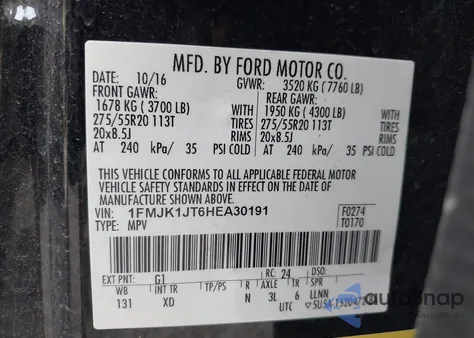 MFD. BY FORD MOTOR CO.
DATE: 10/16 GVWR: 3520 KG ( 7760 LB)
FRONT GAWR: REAR GAWR:
1678 KG ( 3700 LB) 1950 KG ( 4300 LB)
275/55R20 113T TIRES 275/55R20 113T TIRES
20x8.5J RIMS 20x8.5J RIMS
AT 240 kPa/ 35 PSI COLD AT 240 kPa/ 35 PSI COLD
THIS VEHICLE CONFORMS TO ALL APPLICABLE FEDERAL MOTOR
VEHICLE SAFETY STANDARDS IN EFFECT ON THE DATE OF
MANUFACTURE SHOWN ABOVE.
VIN: 1FMJK1JT6HEA30191 F0274
TYPE: MPV T0170
EXT PNT: G1 RC: 24 DSO:
WB INT TR TP/PS R AXLE TR SPR
131 XD N 3L 6 LLNN
UTC
autosnap